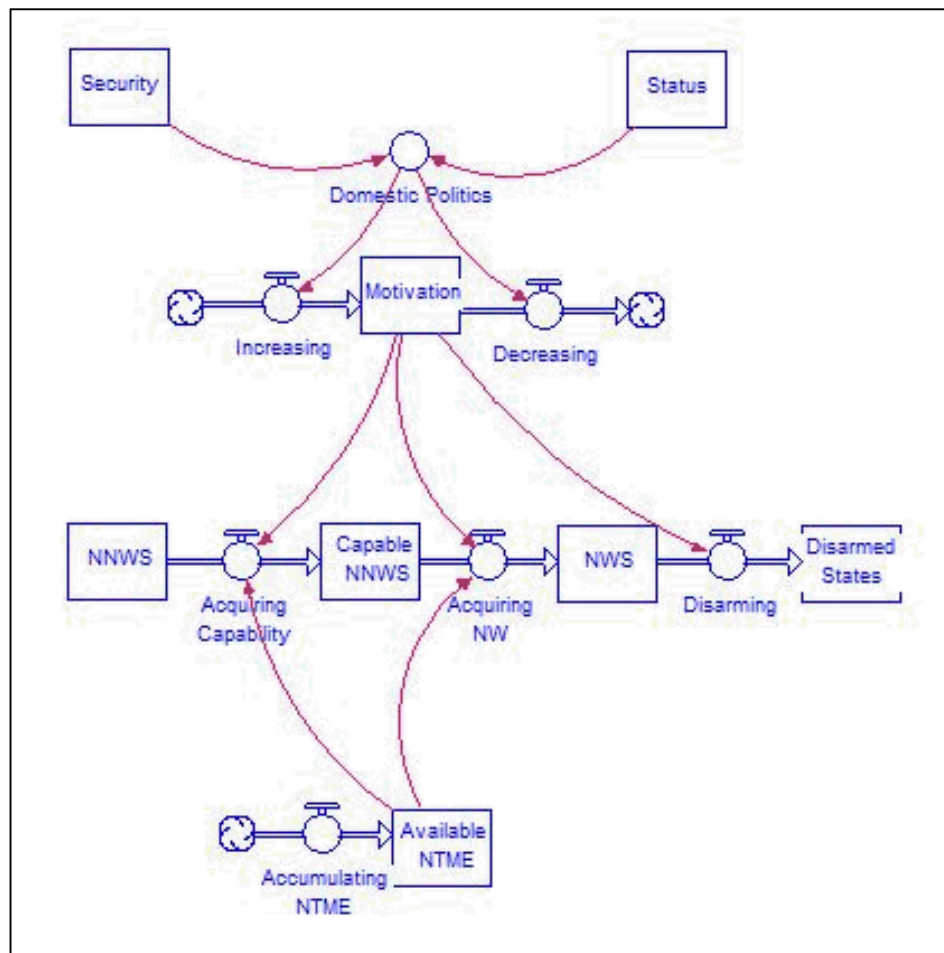 Security
Status
Domestic Politics
Motivation
Increasing
Decreasing
NNWS
Capable
NNWS
NWS
Disarmed
States
Acquiring
Capability
Acquiring
NW
Disarming
Available
NTME
Accumulating
NTME